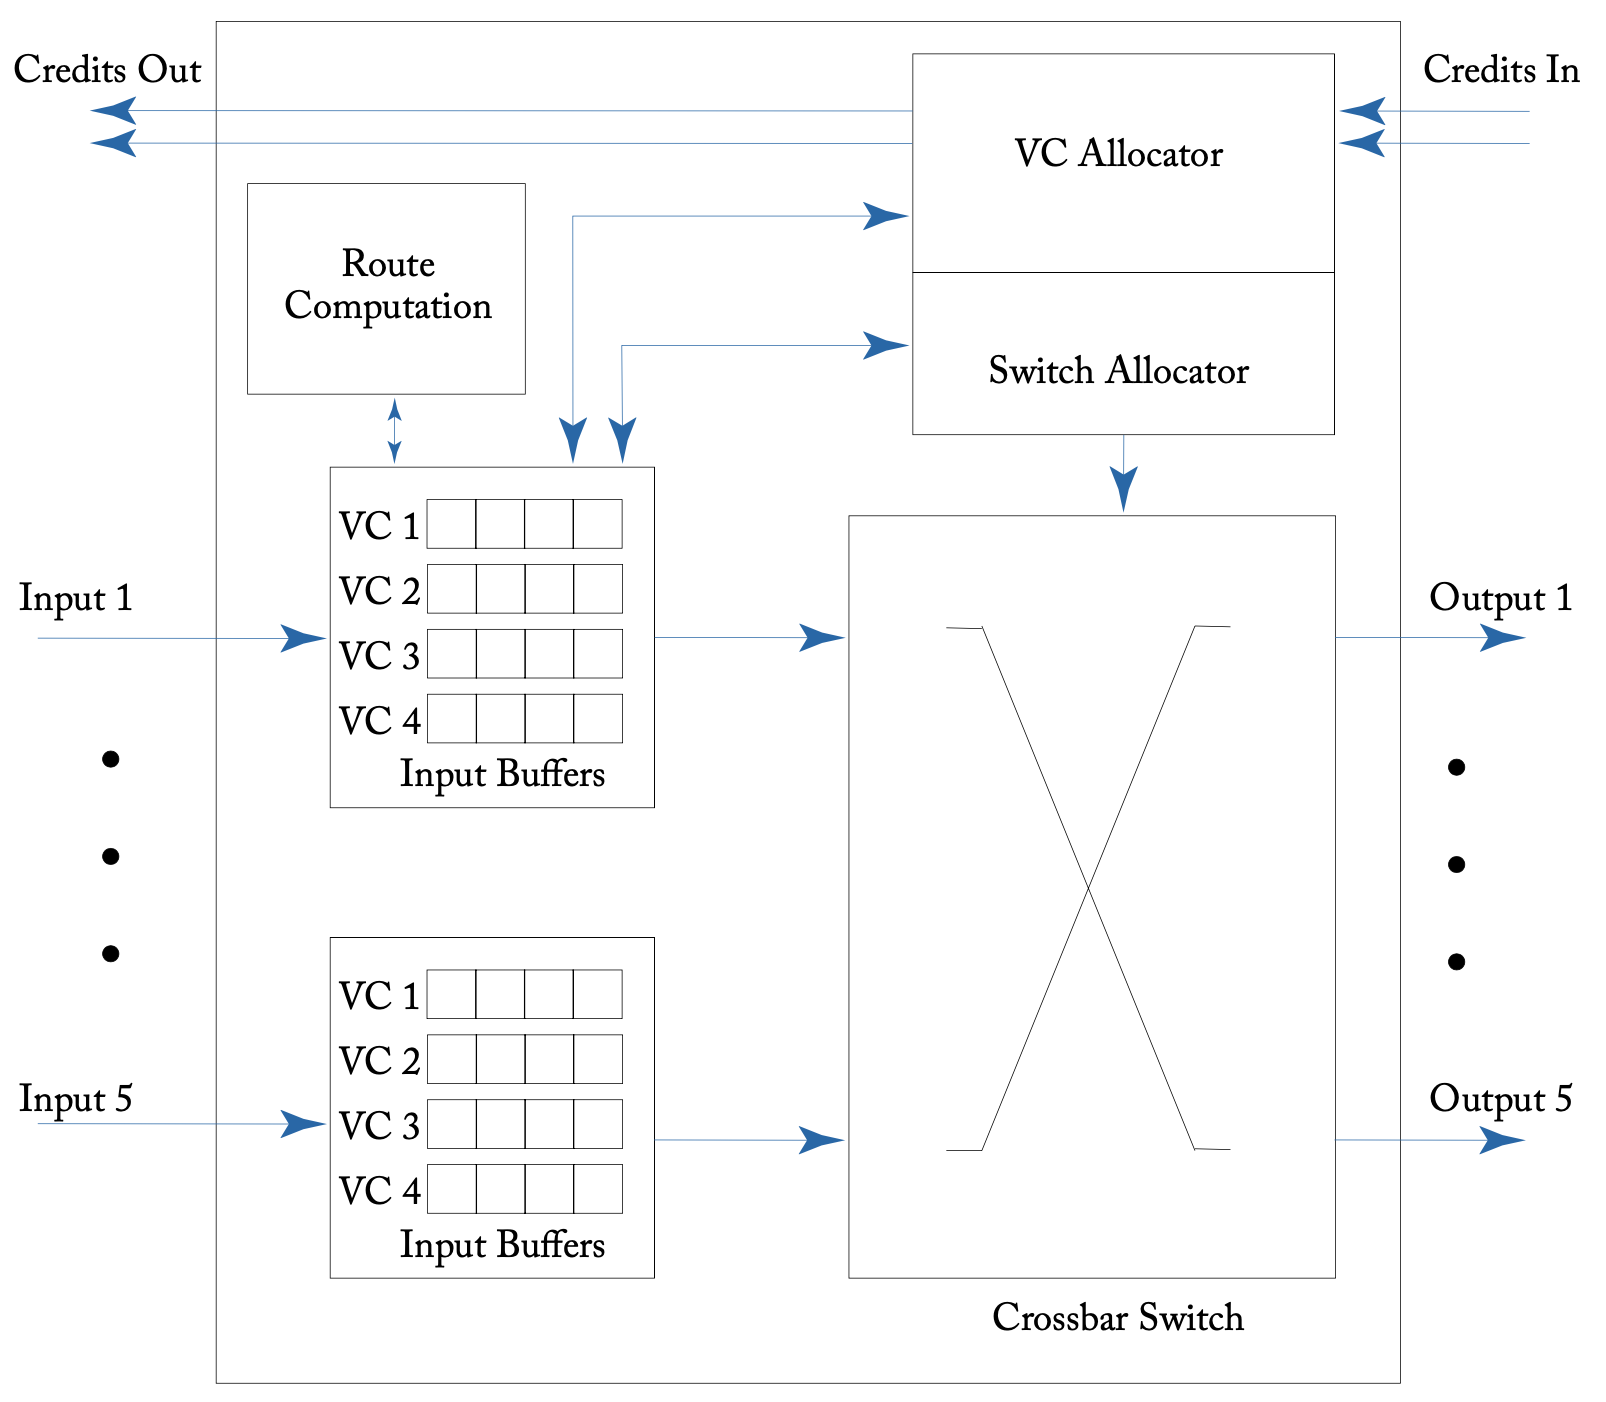 Credits Out
Credits In
VC Allocator
Route
Computation
Switch Allocator
VC 1
VC 2
VC 3
VC 4
Input Buffers
Input 1
Output 1
VC 1
VC 2
VC 3
VC 4
Input Buffers
Input 5
Output 5
Crossbar Switch